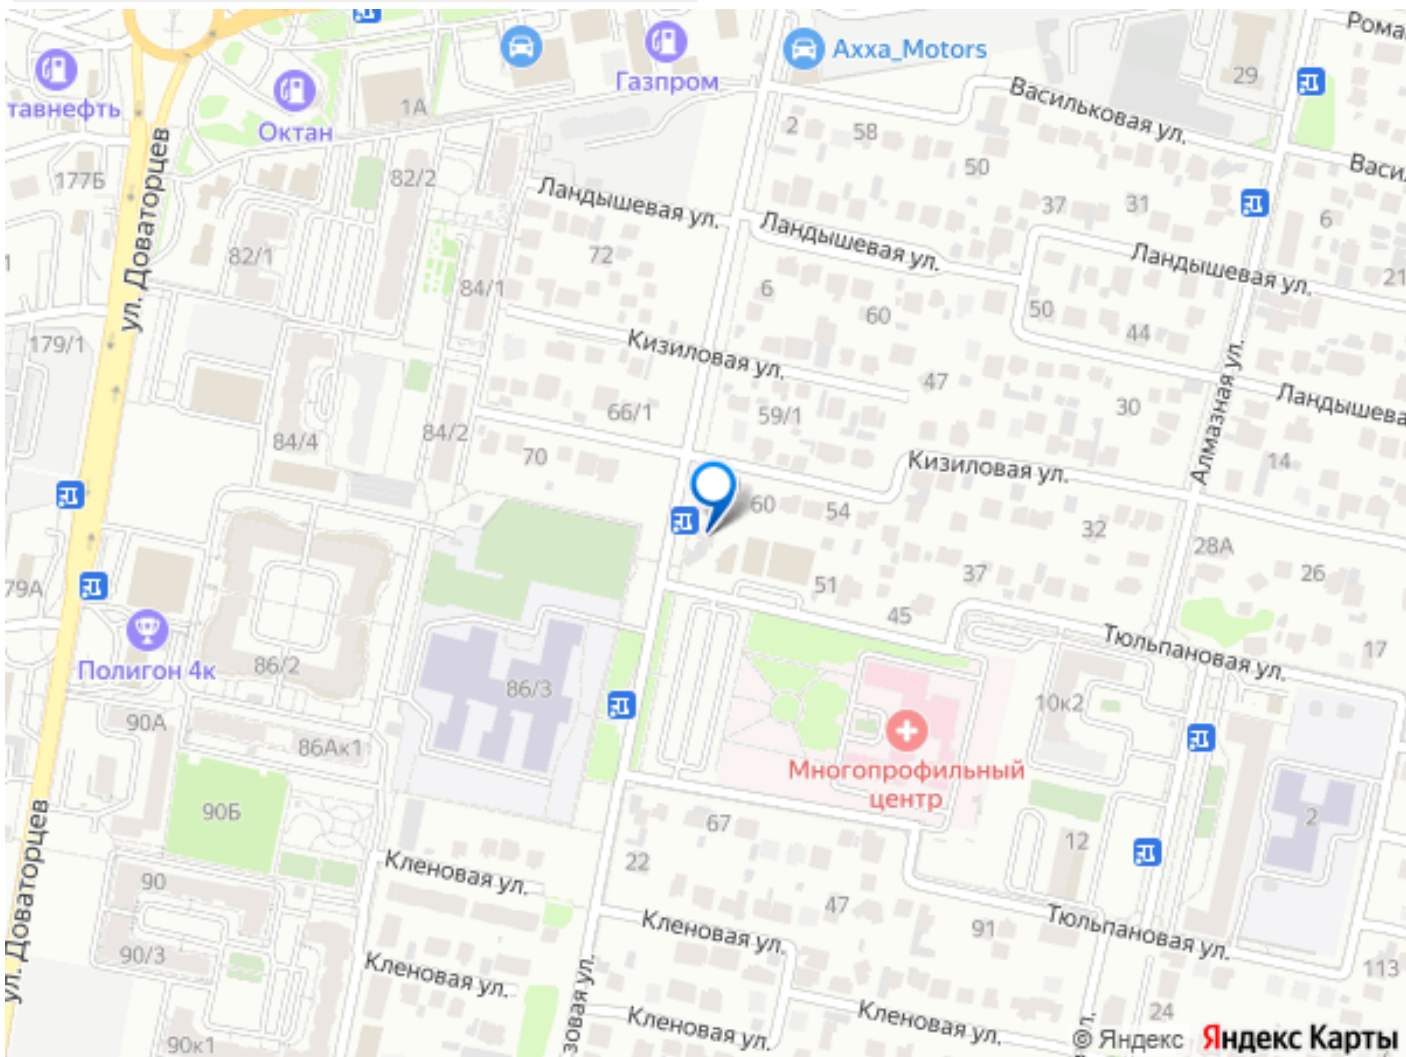 Рома
Axxa_Motors
Газпром
29
тавнефть
Октан
1А
Васильковая ул.
2
58
50
Васил
177Б
82/2
ул. Доваторцев
Ландышевая ул.
37
31
6
Ландышевая ул.
Ландышевая ул.
21
72
82/1
84/1
6
60
50
44
179/1
Кизиловая ул.
47
30
Алмазная ул.
Ландышева
66/1
59/1
84/4
84/2
70
Кизиловая ул.
14
60
54
32
28А
26
79А
37
51
45
Тюльпановая ул.
17
Полигон 4к
86/2
86/3
10к2
90А
86Ак1
Многопрофильный
центр
90Б
67
12
2
22
Кленовая ул.
90
47
91
Тюльпановая ул.
113
ул. Доваторцев
90/3
Кленовая ул.
Кленовая ул.
зовая ул.
24
90к1
Кленовая ул.
Кленовая ул.
л.
© Яндекс Яндекс Карты